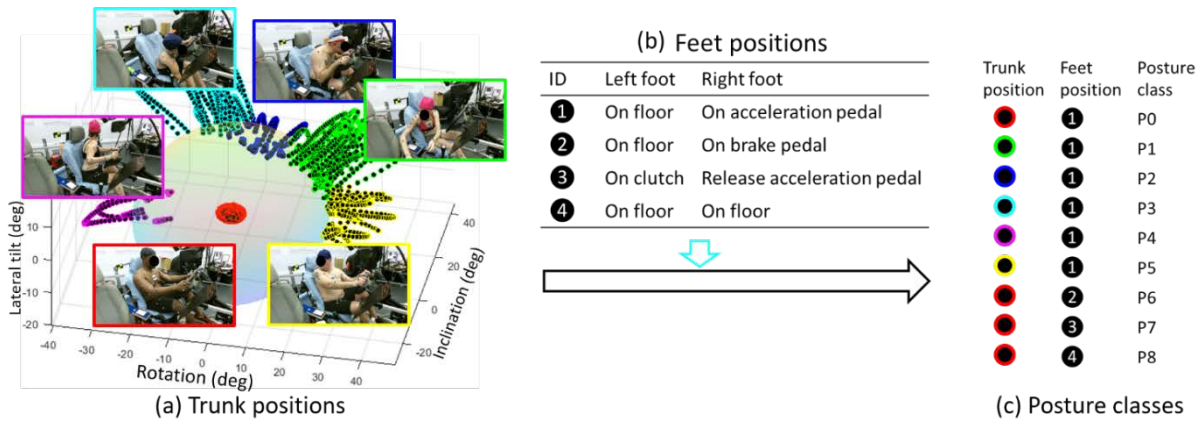 Lateral tilt (deg)
10
0
-10
-20
-40
-30
-20
-10
0
10
20
30
40
Rotation (deg)
-20
0
20
40
Inclination (deg)
(a) Trunk positions
(b) Feet positions
ID Left foot Right foot
1 On floor On acceleration pedal
2 On floor On brake pedal
3 On clutch Release acceleration pedal
4 On floor On floor
Trunk Feet Posture
position position class
1 P0
1 P1
1 P2
1 P3
1 P4
1 P5
2 P6
3 P7
4 P8
(c) Posture classes